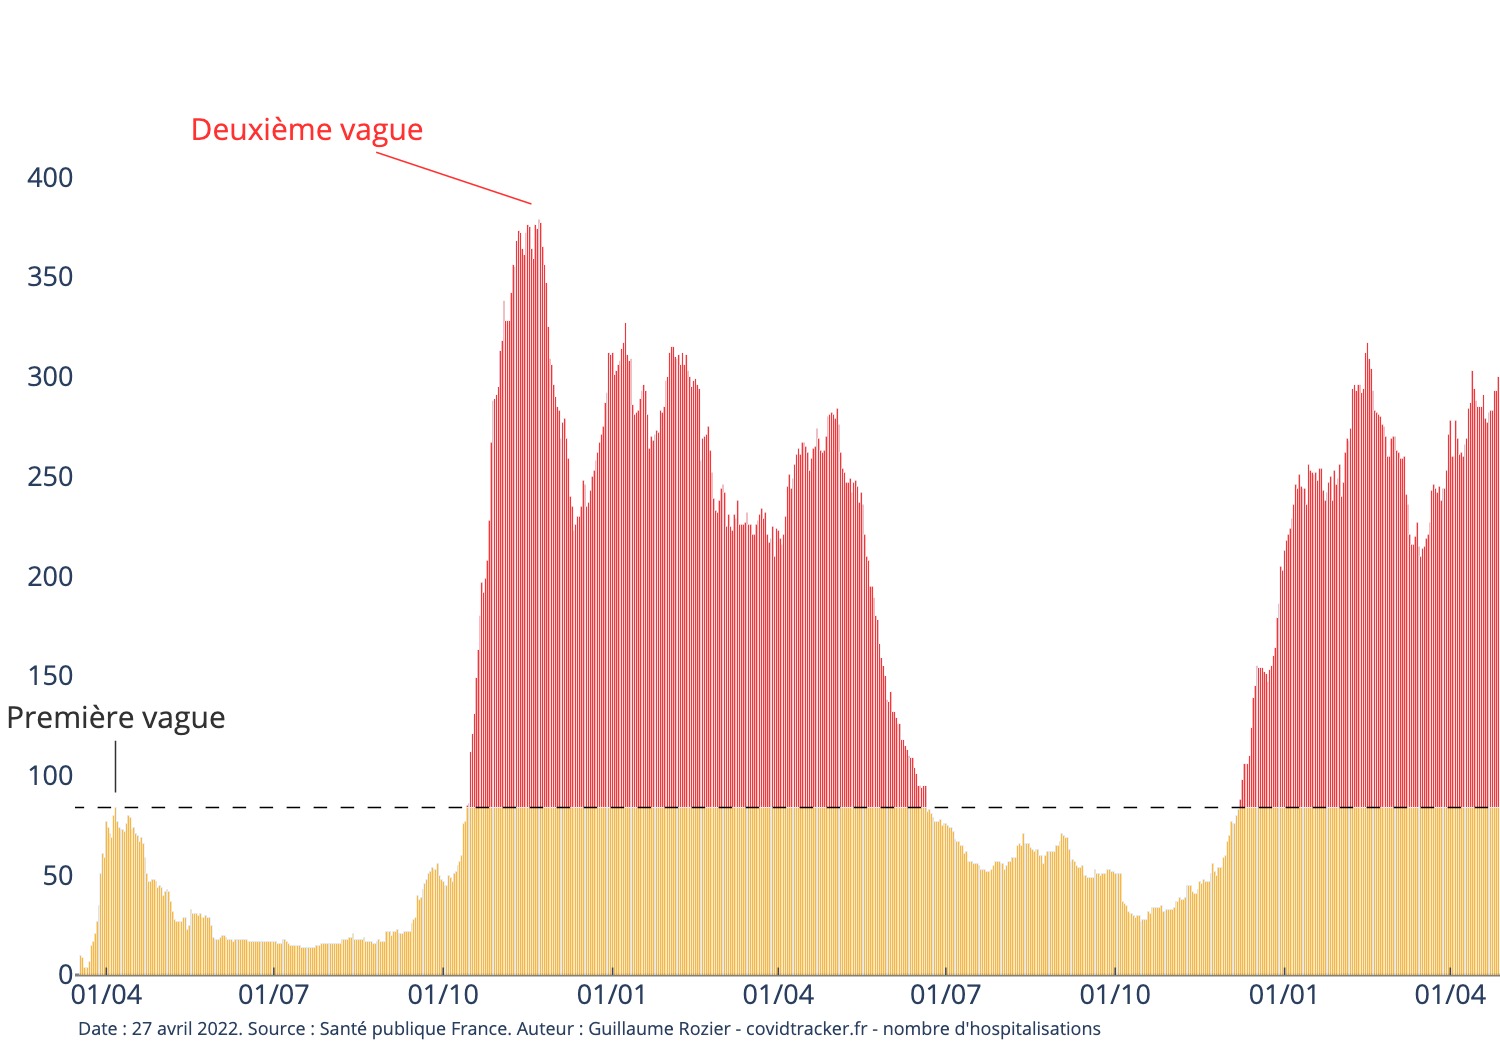 Deuxième vague
400
350
300
250
200
150
Première vague
100
50
0
01/04 01/07 01/10 01/01 01/04 01/07 01/10 01/01 01/04
Date : 27 avril 2022. Source : Santé publique France. Auteur : Guillaume Rozier - covidtracker.fr - nombre d'hospitalisations